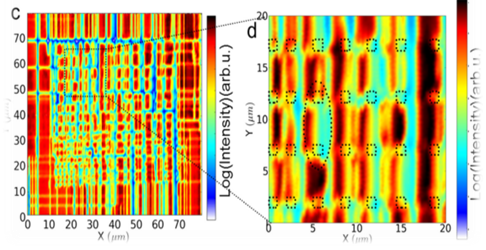 c
70
60
50
40
30
20
10
0
0 10 20 30 40 50 60 70
X (μm)
Log(Intensity)(arb.u.)
d
20
15
10
5
Y (μm)
0 5 10 15 20
X (μm)
Log(Intensity)(arb.u.)